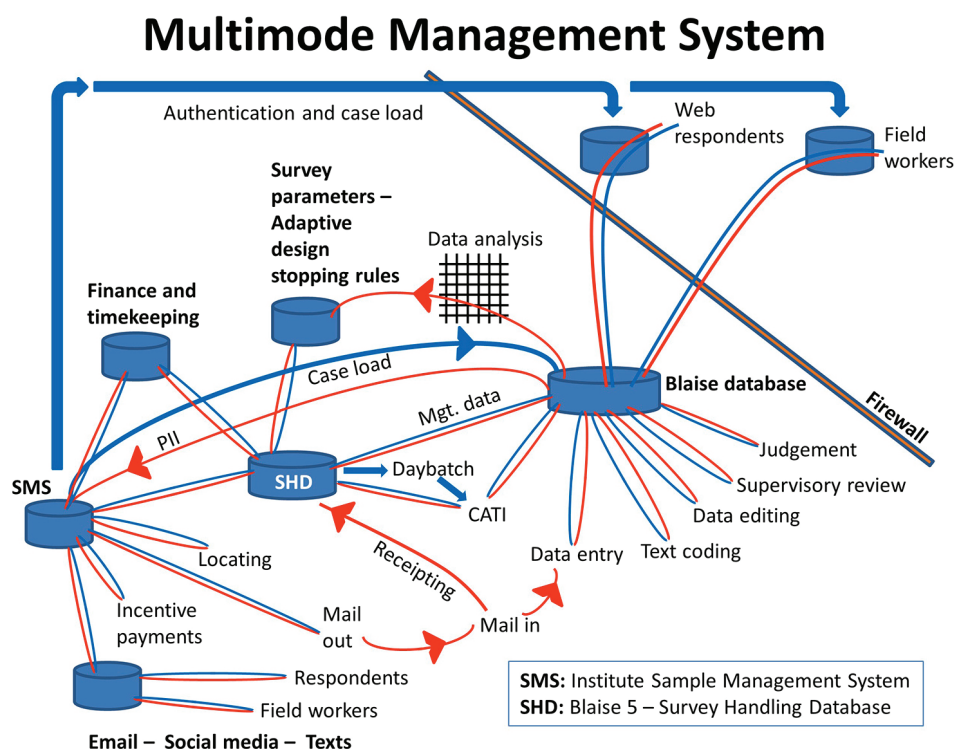 Multimode Management System
Authentication and case load
Web
respondents
Field
workers
Survey
parameters –
Adaptive
design
stopping rules
Data analysis
Finance and
timekeeping
Case load
PII
Mgt. data
Blaise database
Firewall
SMS
SHD
Daybatch
CATI
Judgement
Supervisory review
Data editing
Text coding
Data entry
Locating
Receipting
Incentive
payments
Mail
out
Mail in
Respondents
Field workers
Email – Social media – Texts
SMS: Institute Sample Management System
SHD: Blaise 5 – Survey Handling Database